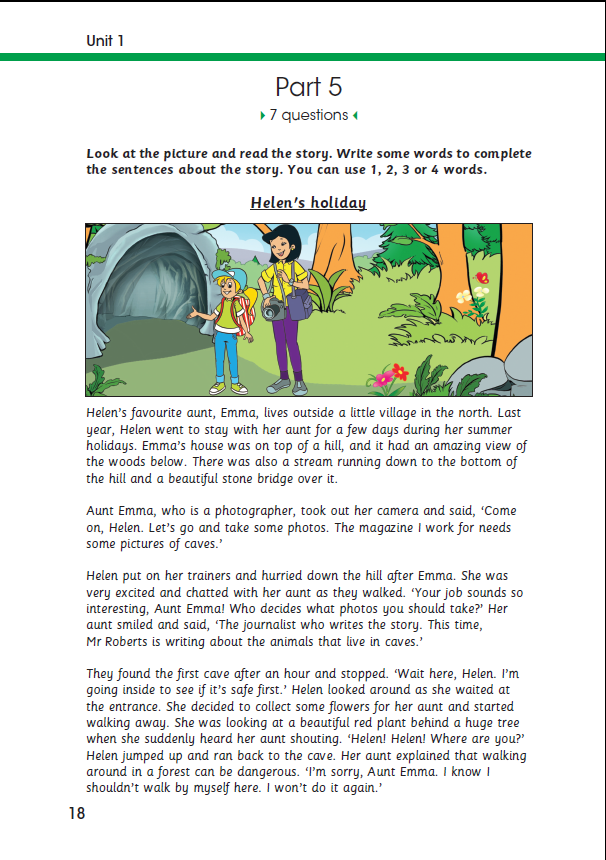 Unit 1
Part 5
7 questions
Look at the picture and read the story. Write some words to complete
the sentences about the story. You can use 1, 2, 3 or 4 words.
Helen's holiday
Helen's favourite aunt, Emma, lives outside a little village in the north. Last
year, Helen went to stay with her aunt for a few days during her summer
holidays. Emma's house was on top of a hill, and it had an amazing view of
the woods below. There was also a stream running down to the bottom of
the hill and a beautiful stone bridge over it.
Aunt Emma, who is a photographer, took out her camera and said, 'Come
on, Helen. Let's go and take some photos. The magazine I work for needs
some pictures of caves.'
Helen put on her trainers and hurried down the hill after Emma. She was
very excited and chatted with her aunt as they walked. 'Your job sounds so
interesting, Aunt Emma! Who decides what photos you should take?' Her
aunt smiled and said, 'The journalist who writes the story. This time,
Mr Roberts is writing about the animals that live in caves.'
They found the first cave after an hour and stopped. 'Wait here, Helen. I'm
going inside to see if it's safe first.' Helen looked around as she waited at
the entrance. She decided to collect some flowers for her aunt and started
walking away. She was looking at a beautiful red plant behind a huge tree
when she suddenly heard her aunt shouting. 'Helen! Helen! Where are you?'
Helen jumped up and ran back to the cave. Her aunt explained that walking
around in a forest can be dangerous. 'I'm sorry, Aunt Emma. I know I
shouldn't walk by myself here. I won't do it again.'
18